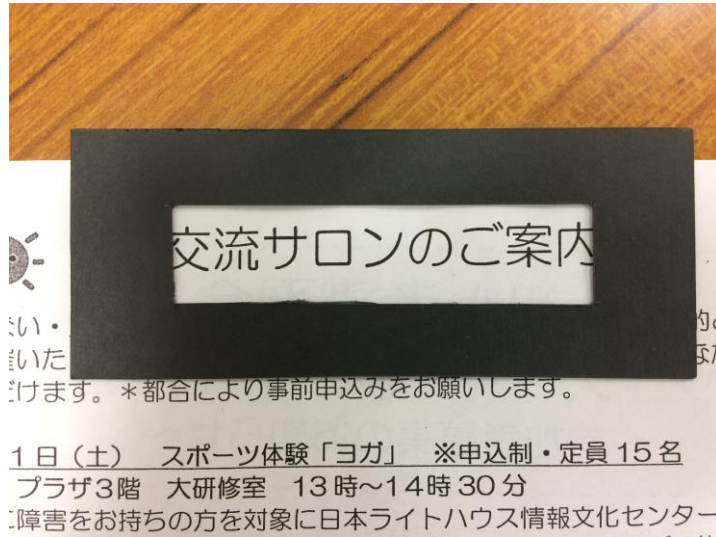 交流サロンのご案内
い・
いた
けます。＊都合により事前申込みをお願いします。
1日（土） スポーツ体験「ヨガ」 ※申込制・定員15名
プラザ3階 大研修室 13時～14時30分
障害をお持ちの方を対象に日本ライトハウス情報文化センター